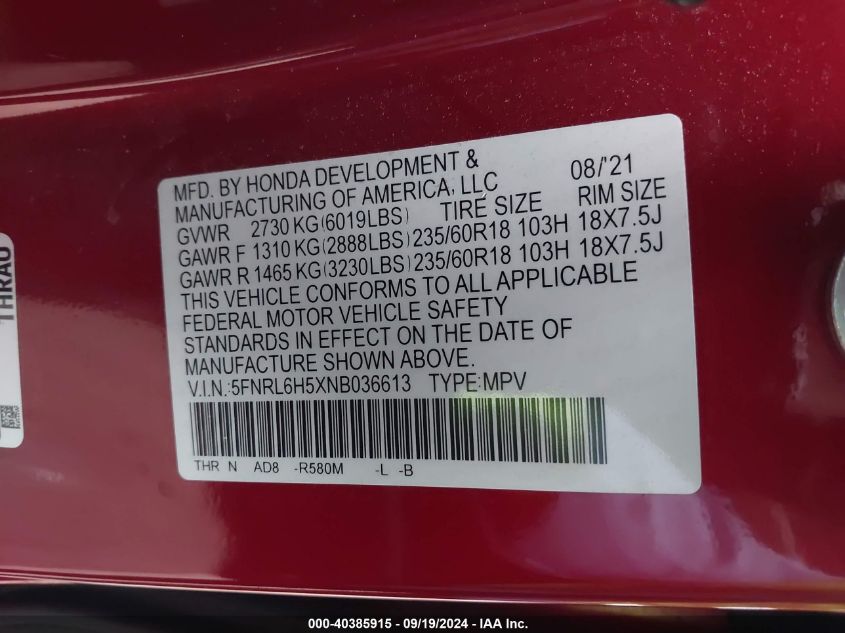 MFD. BY HONDA DEVELOPMENT & 08/'21
MANUFACTURING OF AMERICA, LLC
GVWR 2730 KG(6019LBS) TIRE SIZE RIM SIZE
GAWR F 1310 KG(2888LBS) 235/60R18 103H 18X7.5J
GAWR R 1465 KG(3230LBS) 235/60R18 103H 18X7.5J
THIS VEHICLE CONFORMS TO ALL APPLICABLE
FEDERAL MOTOR VEHICLE SAFETY
STANDARDS IN EFFECT ON THE DATE OF
MANUFACTURE SHOWN ABOVE.
V.I.N.:5FNRL6H5XNB036613 TYPE:MPV
THR N AD8 -R580M -L -B
THRAU
000-40385915 - 09/19/2024 - IAA Inc.